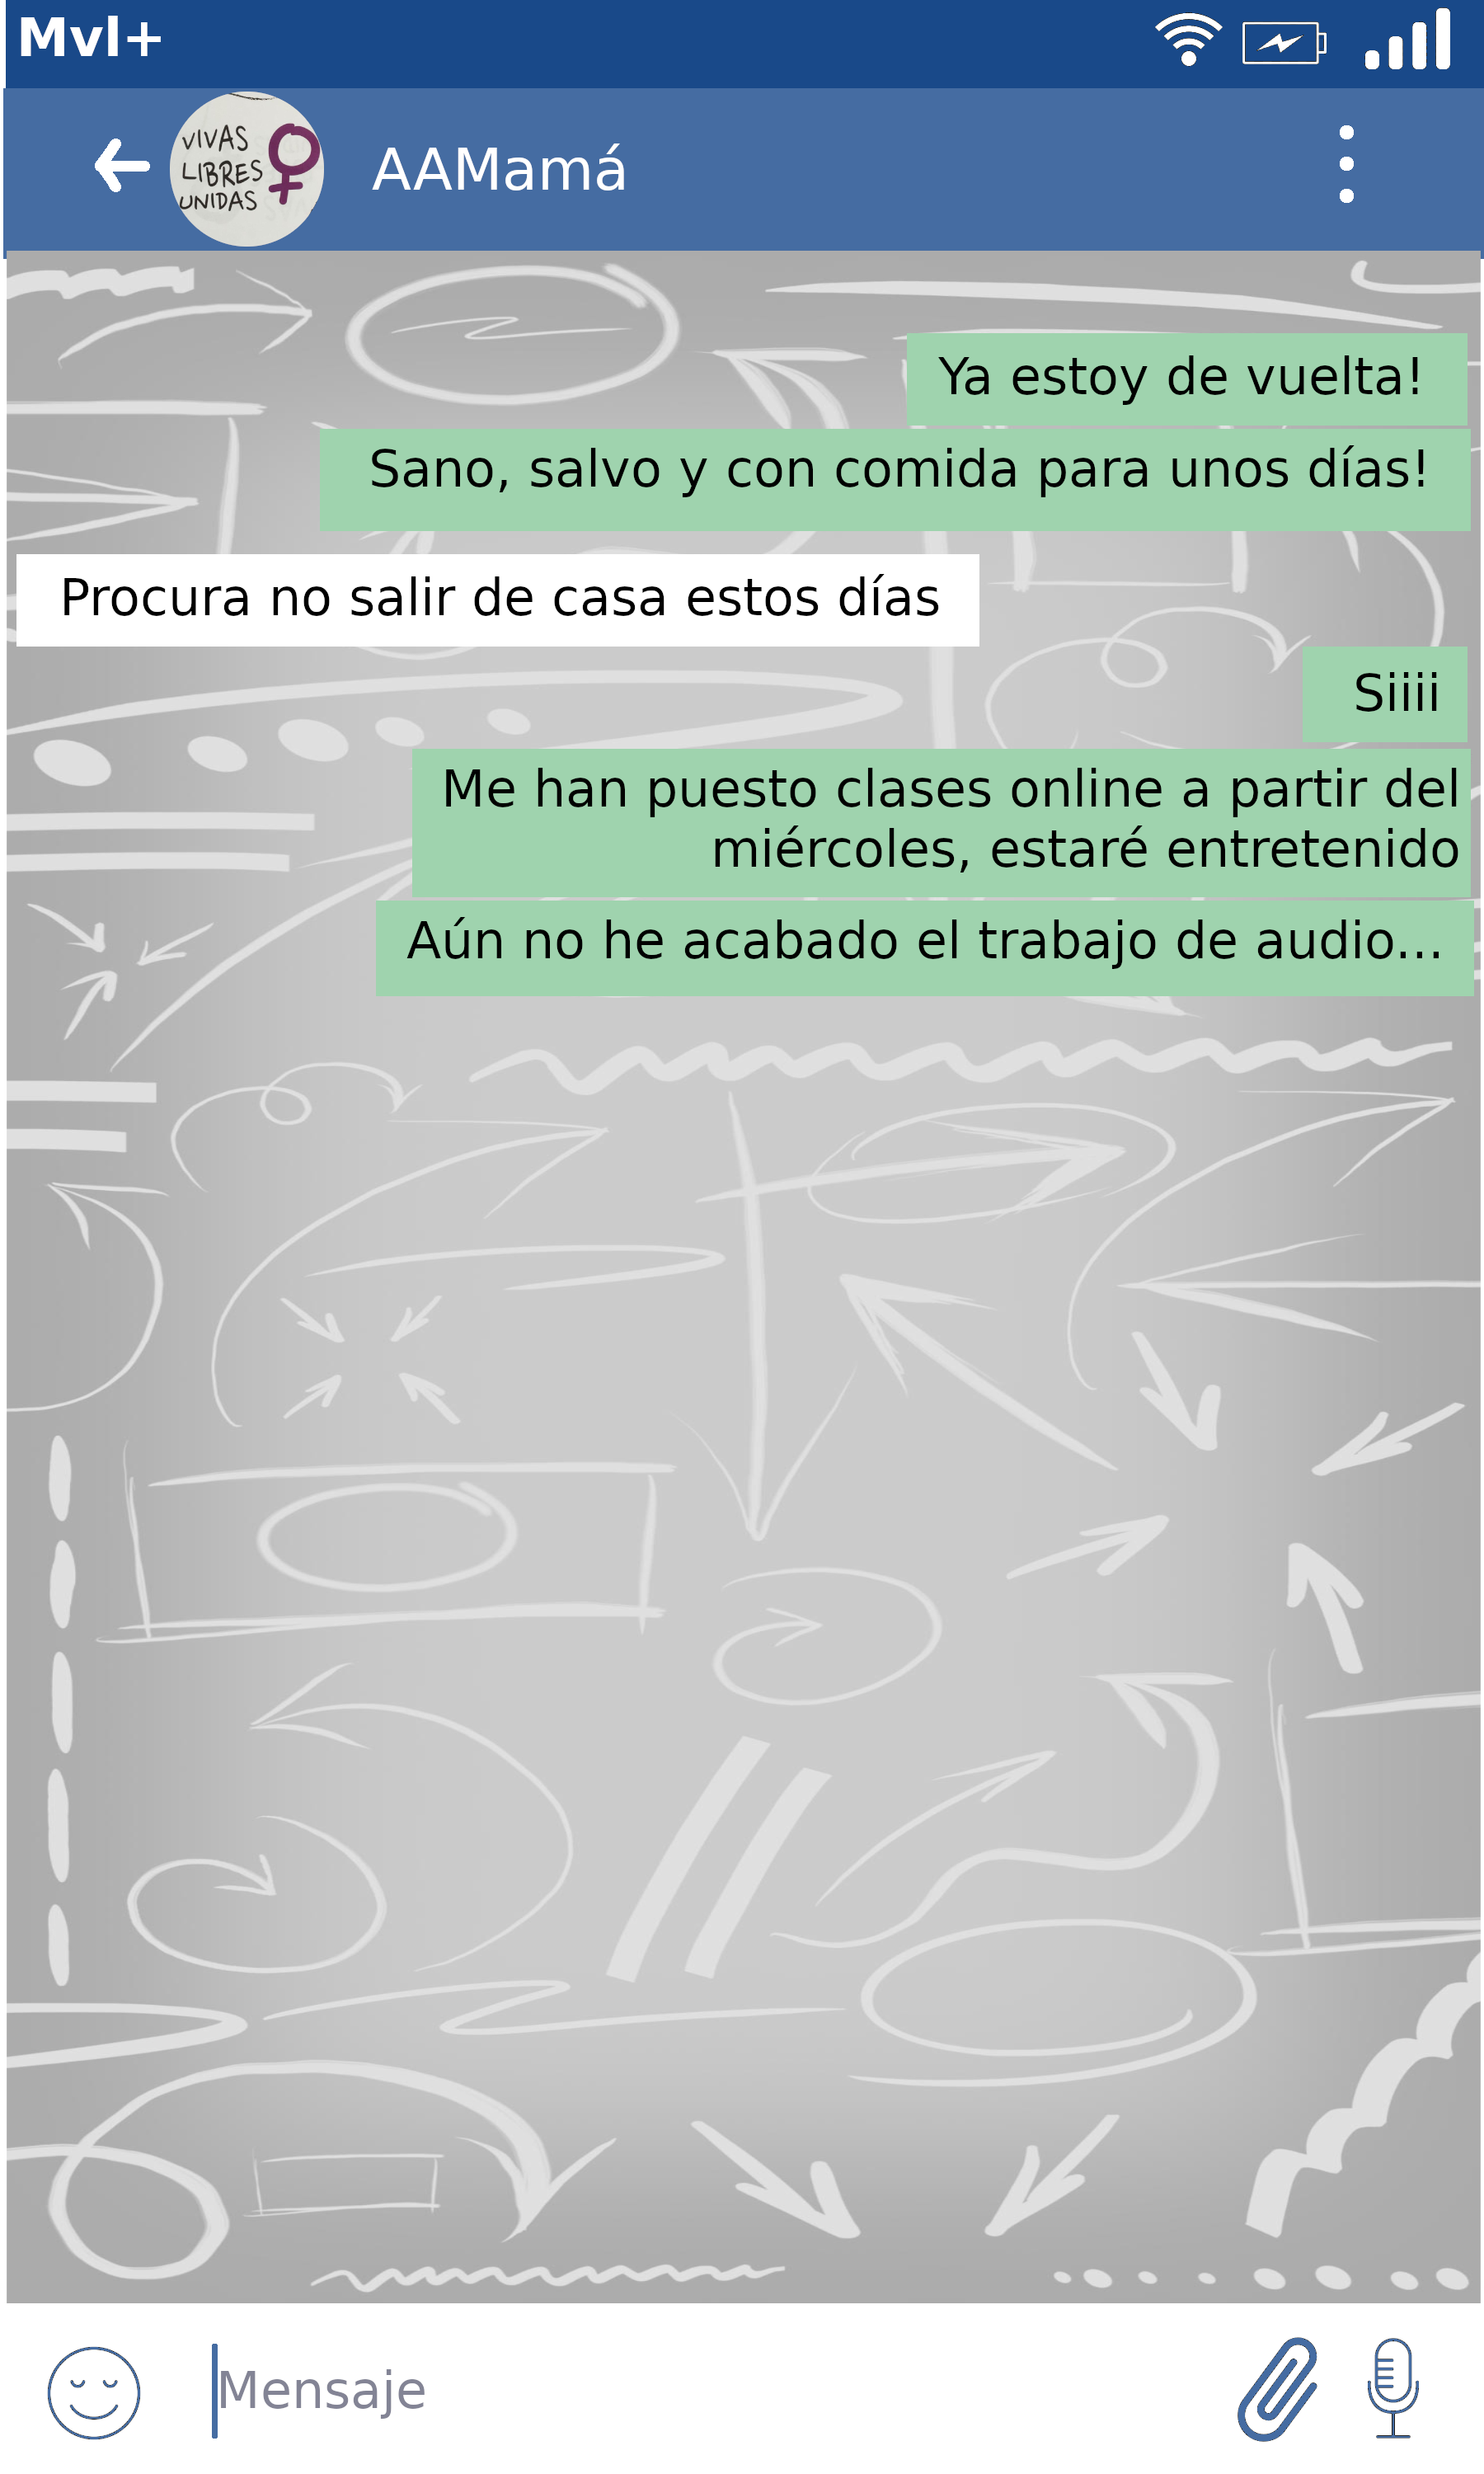 Mvl+
VIVAS
LIBRES
UNIDAS
AAMamá
Ya estoy de vuelta!
Sano, salvo y con comida para unos días!
Procura no salir de casa estos días
Siiii
Me han puesto clases online a partir del
miércoles, estaré entretenido
Aún no he acabado el trabajo de audio...
Mensaje